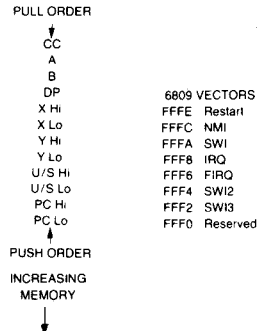 PULL ORDER
CC
A
B
DP
X Hi
X Lo
Y Hi
Y Lo
U/S Hi
U/S Lo
PC Hi
PC Lo
PUSH ORDER
INCREASING
MEMORY
6809 VECTORS
FFFE Restart
FFFC NMI
FFFA SWI
FFF8 IRQ
FFF6 FIRQ
FFF4 SWI2
FFF2 SWI3
FFF0 Reserved